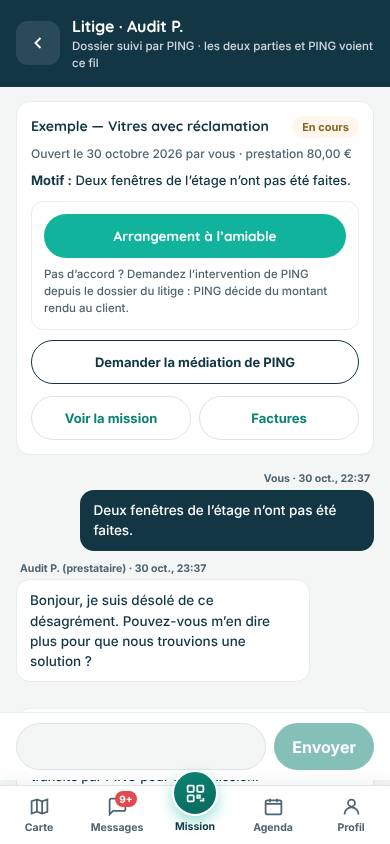 Litige · Audit P.
Dossier suivi par PING · les deux parties et PING voient
ce fil
Exemple — Vitres avec réclamation
En cours
Ouvert le 30 octobre 2026 par vous · prestation 80,00 €
Motif : Deux fenêtres de l’étage n’ont pas été faites.
Arrangement à l’amiable
Pas d’accord ? Demandez l’intervention de PING
depuis le dossier du litige : PING décide du montant
rendu au client.
Demander la médiation de PING
Voir la mission
Factures
Vous · 30 oct., 22:37
Deux fenêtres de l’étage n’ont pas été
faites.
Audit P. (prestataire) · 30 oct., 23:37
Bonjour, je suis désolé de ce
désagrément. Pouvez-vous m’en dire
plus pour que nous trouvions une
solution ?
Envoyer
9+
Carte
Messages
Mission
Agenda
Profil